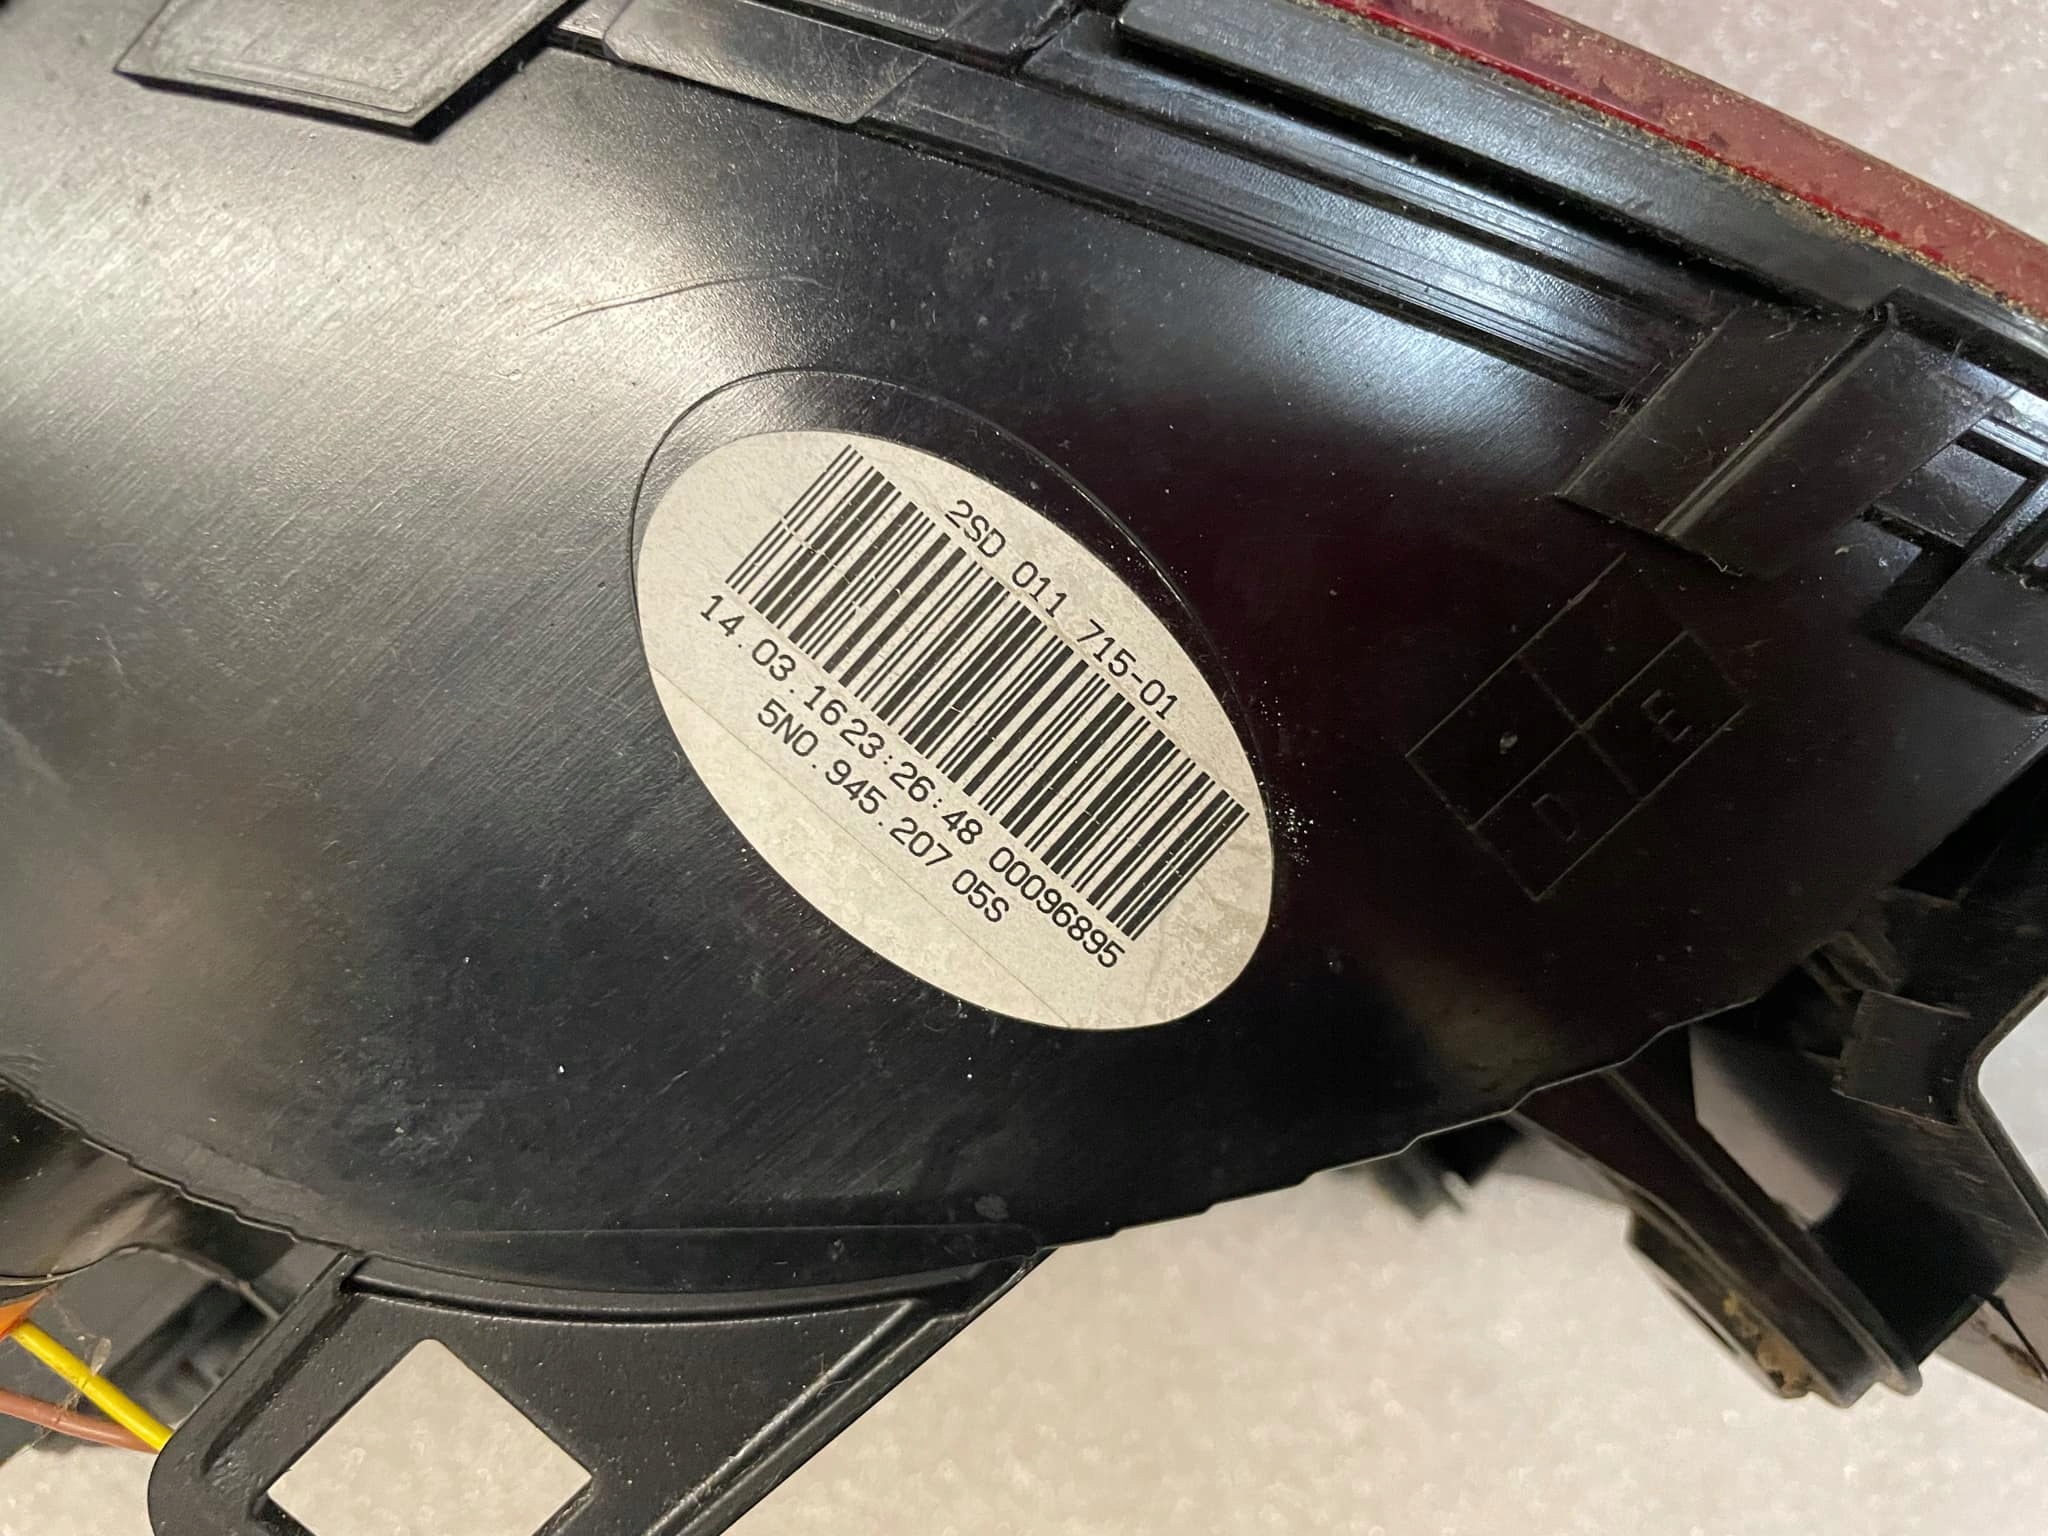 2SD 011 715-01
14.03.16 23:26:48 00096895
5N0.945.207 05S
D E